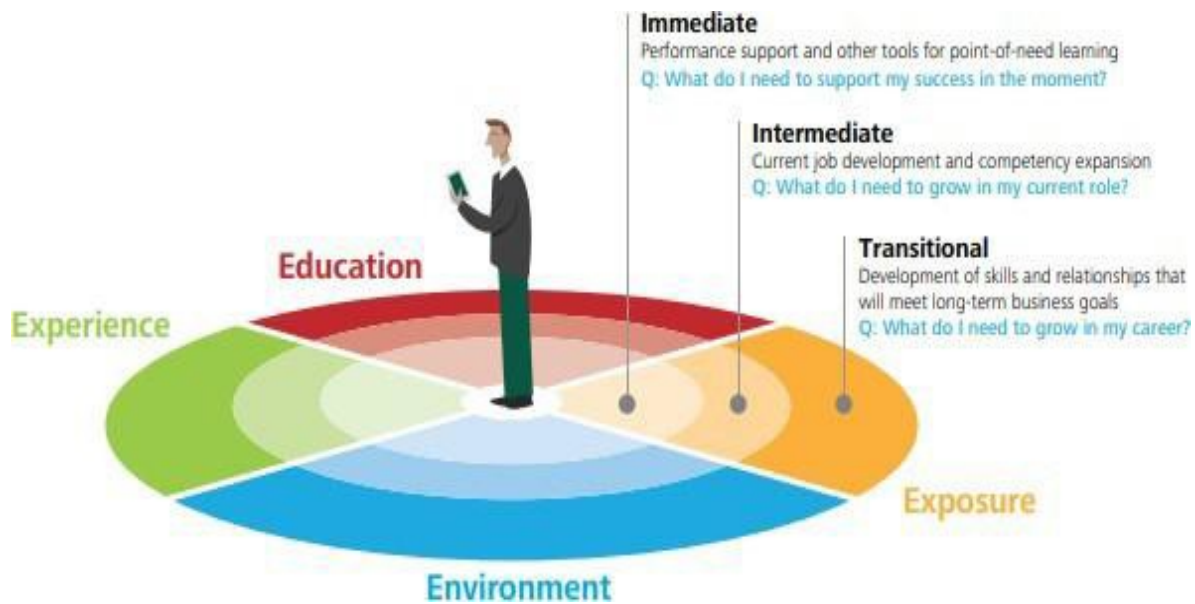 Immediate
Performance support and other tools for point-of-need learning
Q: What do I need to support my success in the moment?
Intermediate
Current job development and competency expansion
Q: What do I need to grow in my current role?
Transitional
Development of skills and relationships that
will meet long-term business goals
Q: What do I need to grow in my career?
Education
Experience
Exposure
Environment